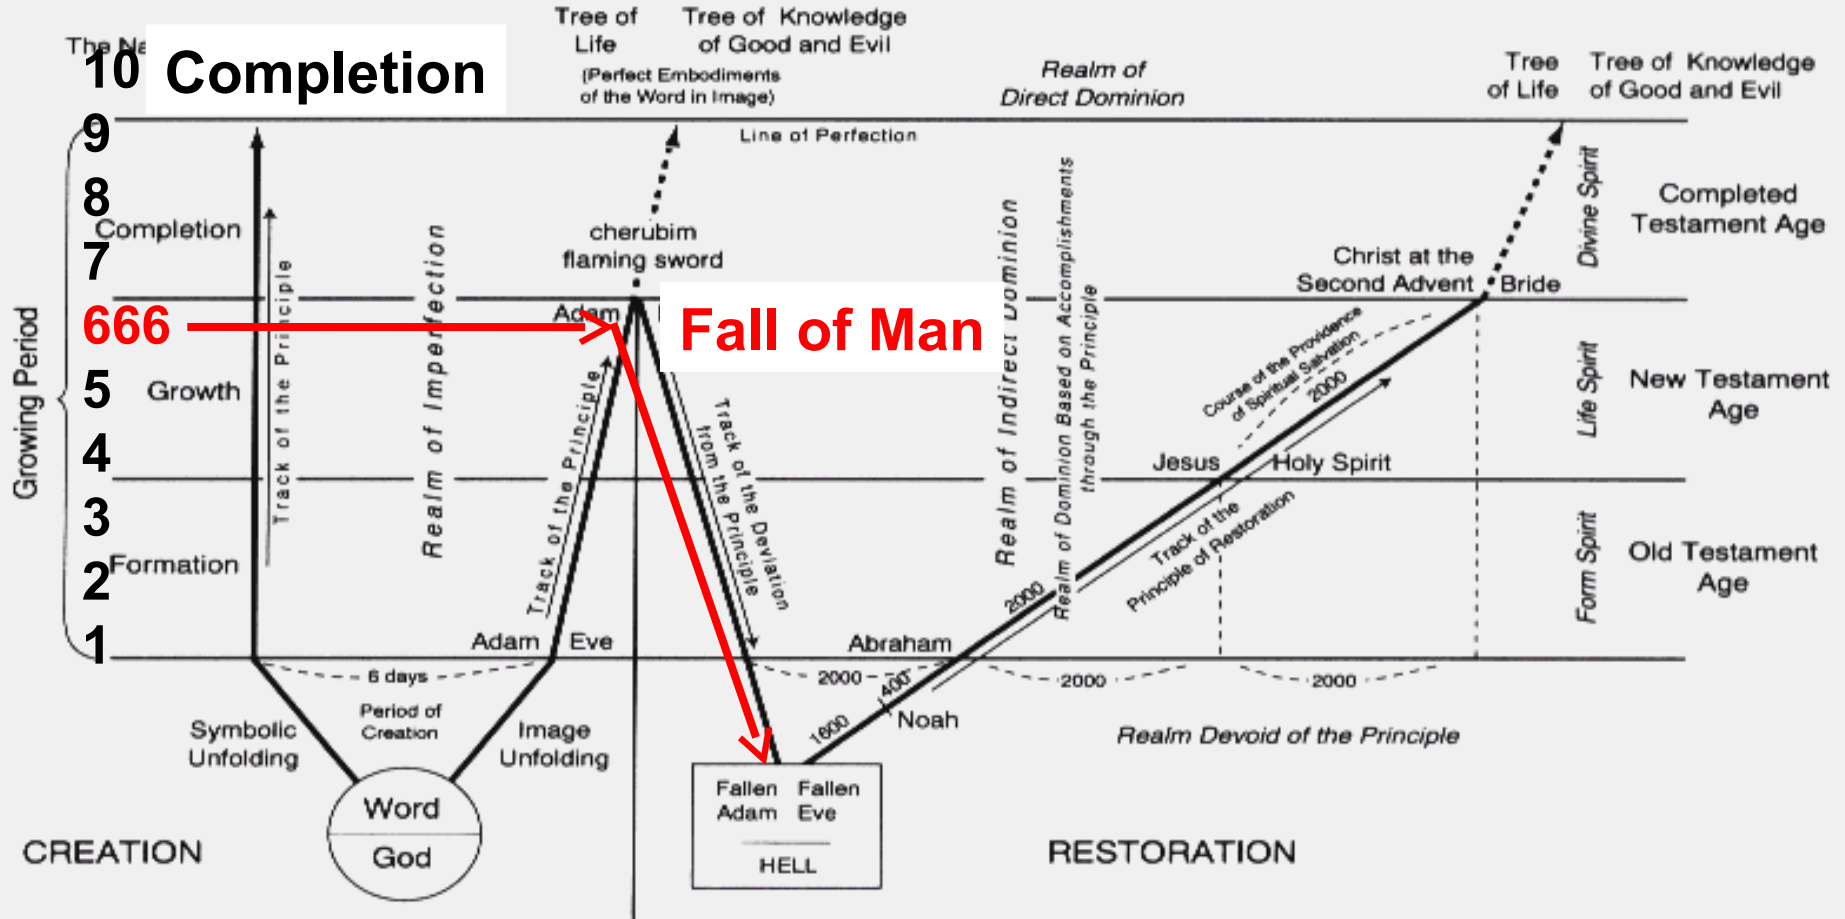 The Na
10 Completion
9
8
Completion
7
666
Growth
5
4
3
Formation
2
1
Growing Period
Track of the Principle
Realm of Imperfection
Tree of
Life
Tree of Knowledge
of Good and Evil
(Perfect Embodiments
of the Word in Image)
Realm of
Direct Dominion
Tree
of Life
Tree of Knowledge
of Good and Evil
Line of Perfection
cherubim
flaming sword
Adam
Fall of Man
Track of the Principle
Track of the Deviation
from the Principle
Realm of Indirect Dominion
Realm of Dominion Based on Accomplishments
through the Principle
Christ at the
Second Advent
Bride
Course of the Providence
of Spiritual Salvation
2000
Jesus
Holy Spirit
Track of the
Principle of Restoration
2000
Divine Spirit
Life Spirit
Form Spirit
Completed
Testament Age
New Testament
Age
Old Testament
Age
Adam
Eve
6 days
Period of
Creation
Symbolic
Unfolding
Image
Unfolding
Word
God
CREATION
Abraham
2000
400
1600
Noah
2000
2000
Realm Devoid of the Principle
Fallen Fallen
Adam Eve
HELL
RESTORATION